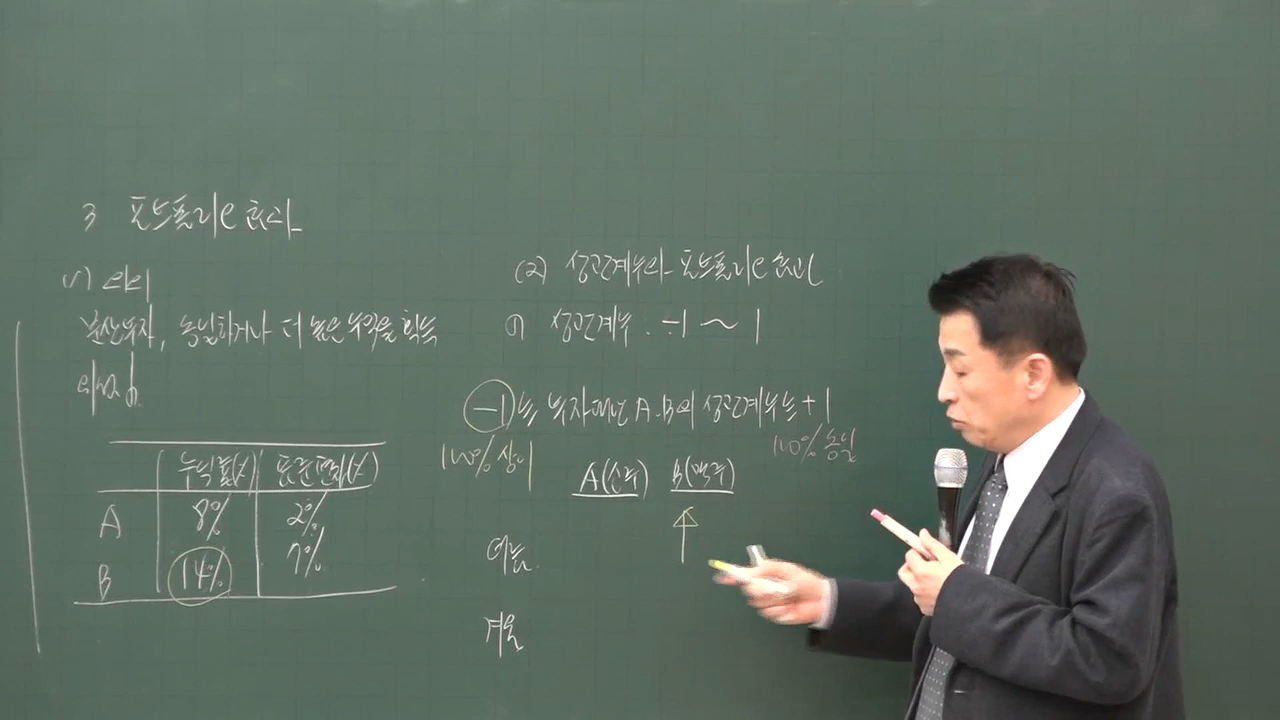 3 포트폴리오 효과
(1) 의의
분산투자, 동일하거나 더 높은 수익을 획득
수익률(%) 표준편차(%)
A 8% 2%
B 14% 7%
(2) 상관계수와 포트폴리오 효과
① 상관계수 : -1 ~ 1
-1는 투자대안 A.B의 상관계수는 +1
100% 상이 100% 동일
A(소주) B(맥주)
여름
겨울